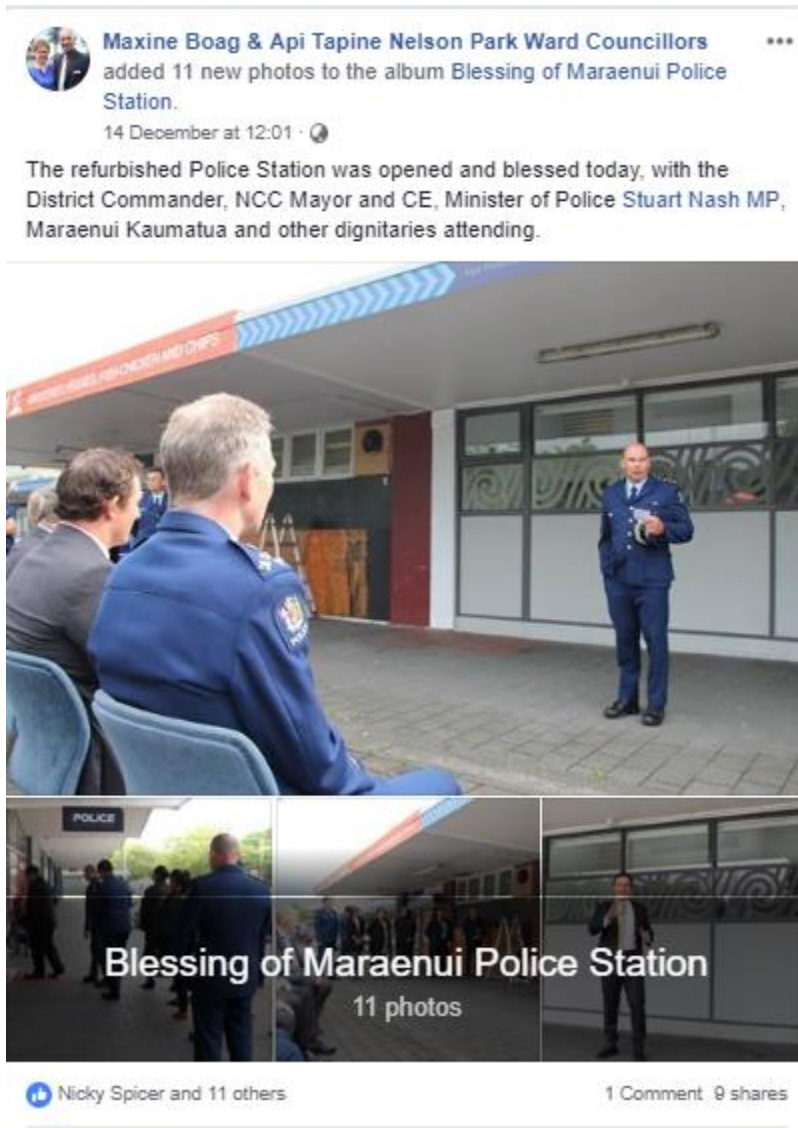 Maxine Boag & Api Tapine Nelson Park Ward Councillors
added 11 new photos to the album Blessing of Maraenui Police
Station.
14 December at 12:01 ·
The refurbished Police Station was opened and blessed today, with the
District Commander, NCC Mayor and CE, Minister of Police Stuart Nash MP,
Maraenui Kaumatua and other dignitaries attending.
CHICKEN AND CHIPS
POLICE
Blessing of Maraenui Police Station
11 photos
Nicky Spicer and 11 others
1 Comment 9 shares